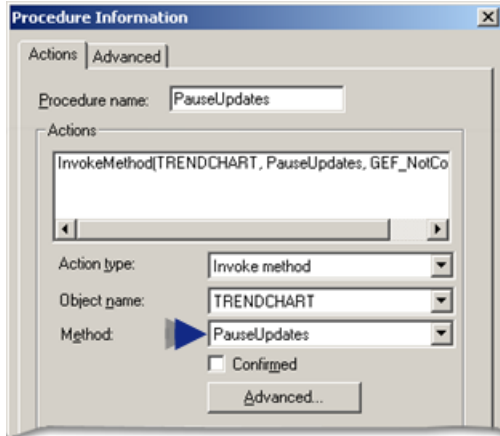 Procedure Information
Actions Advanced
Procedure name: PauseUpdates
Actions
InvokeMethod(TRENDCHART, PauseUpdates, GEF_NotCo
Action type: Invoke method
Object name: TRENDCHART
Method: PauseUpdates
Confirmed
Advanced...